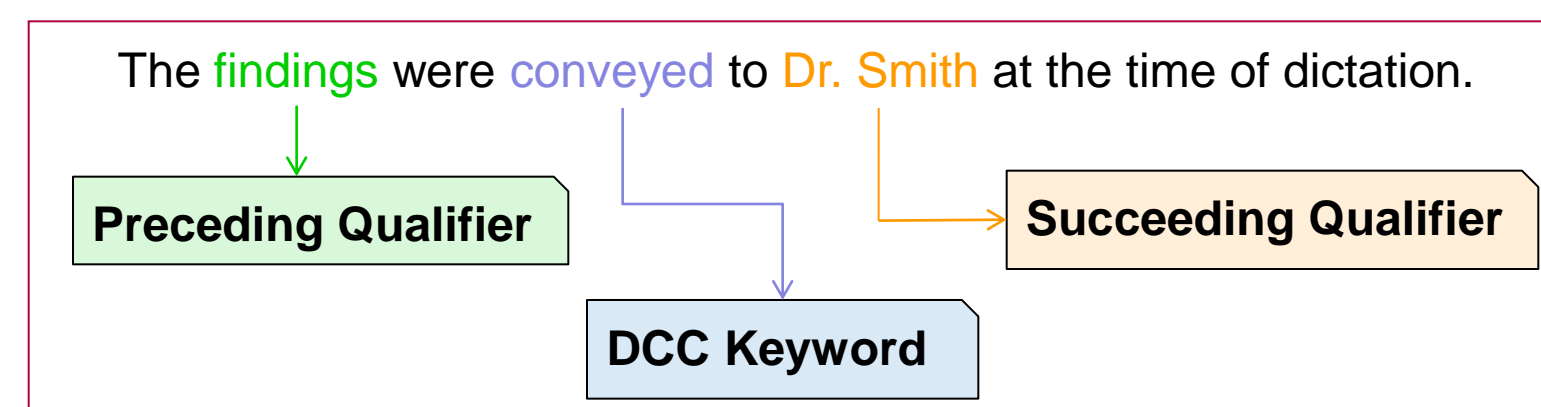 The findings were conveyed to Dr. Smith at the time of dictation.
Preceding Qualifier
Succeeding Qualifier
DCC Keyword